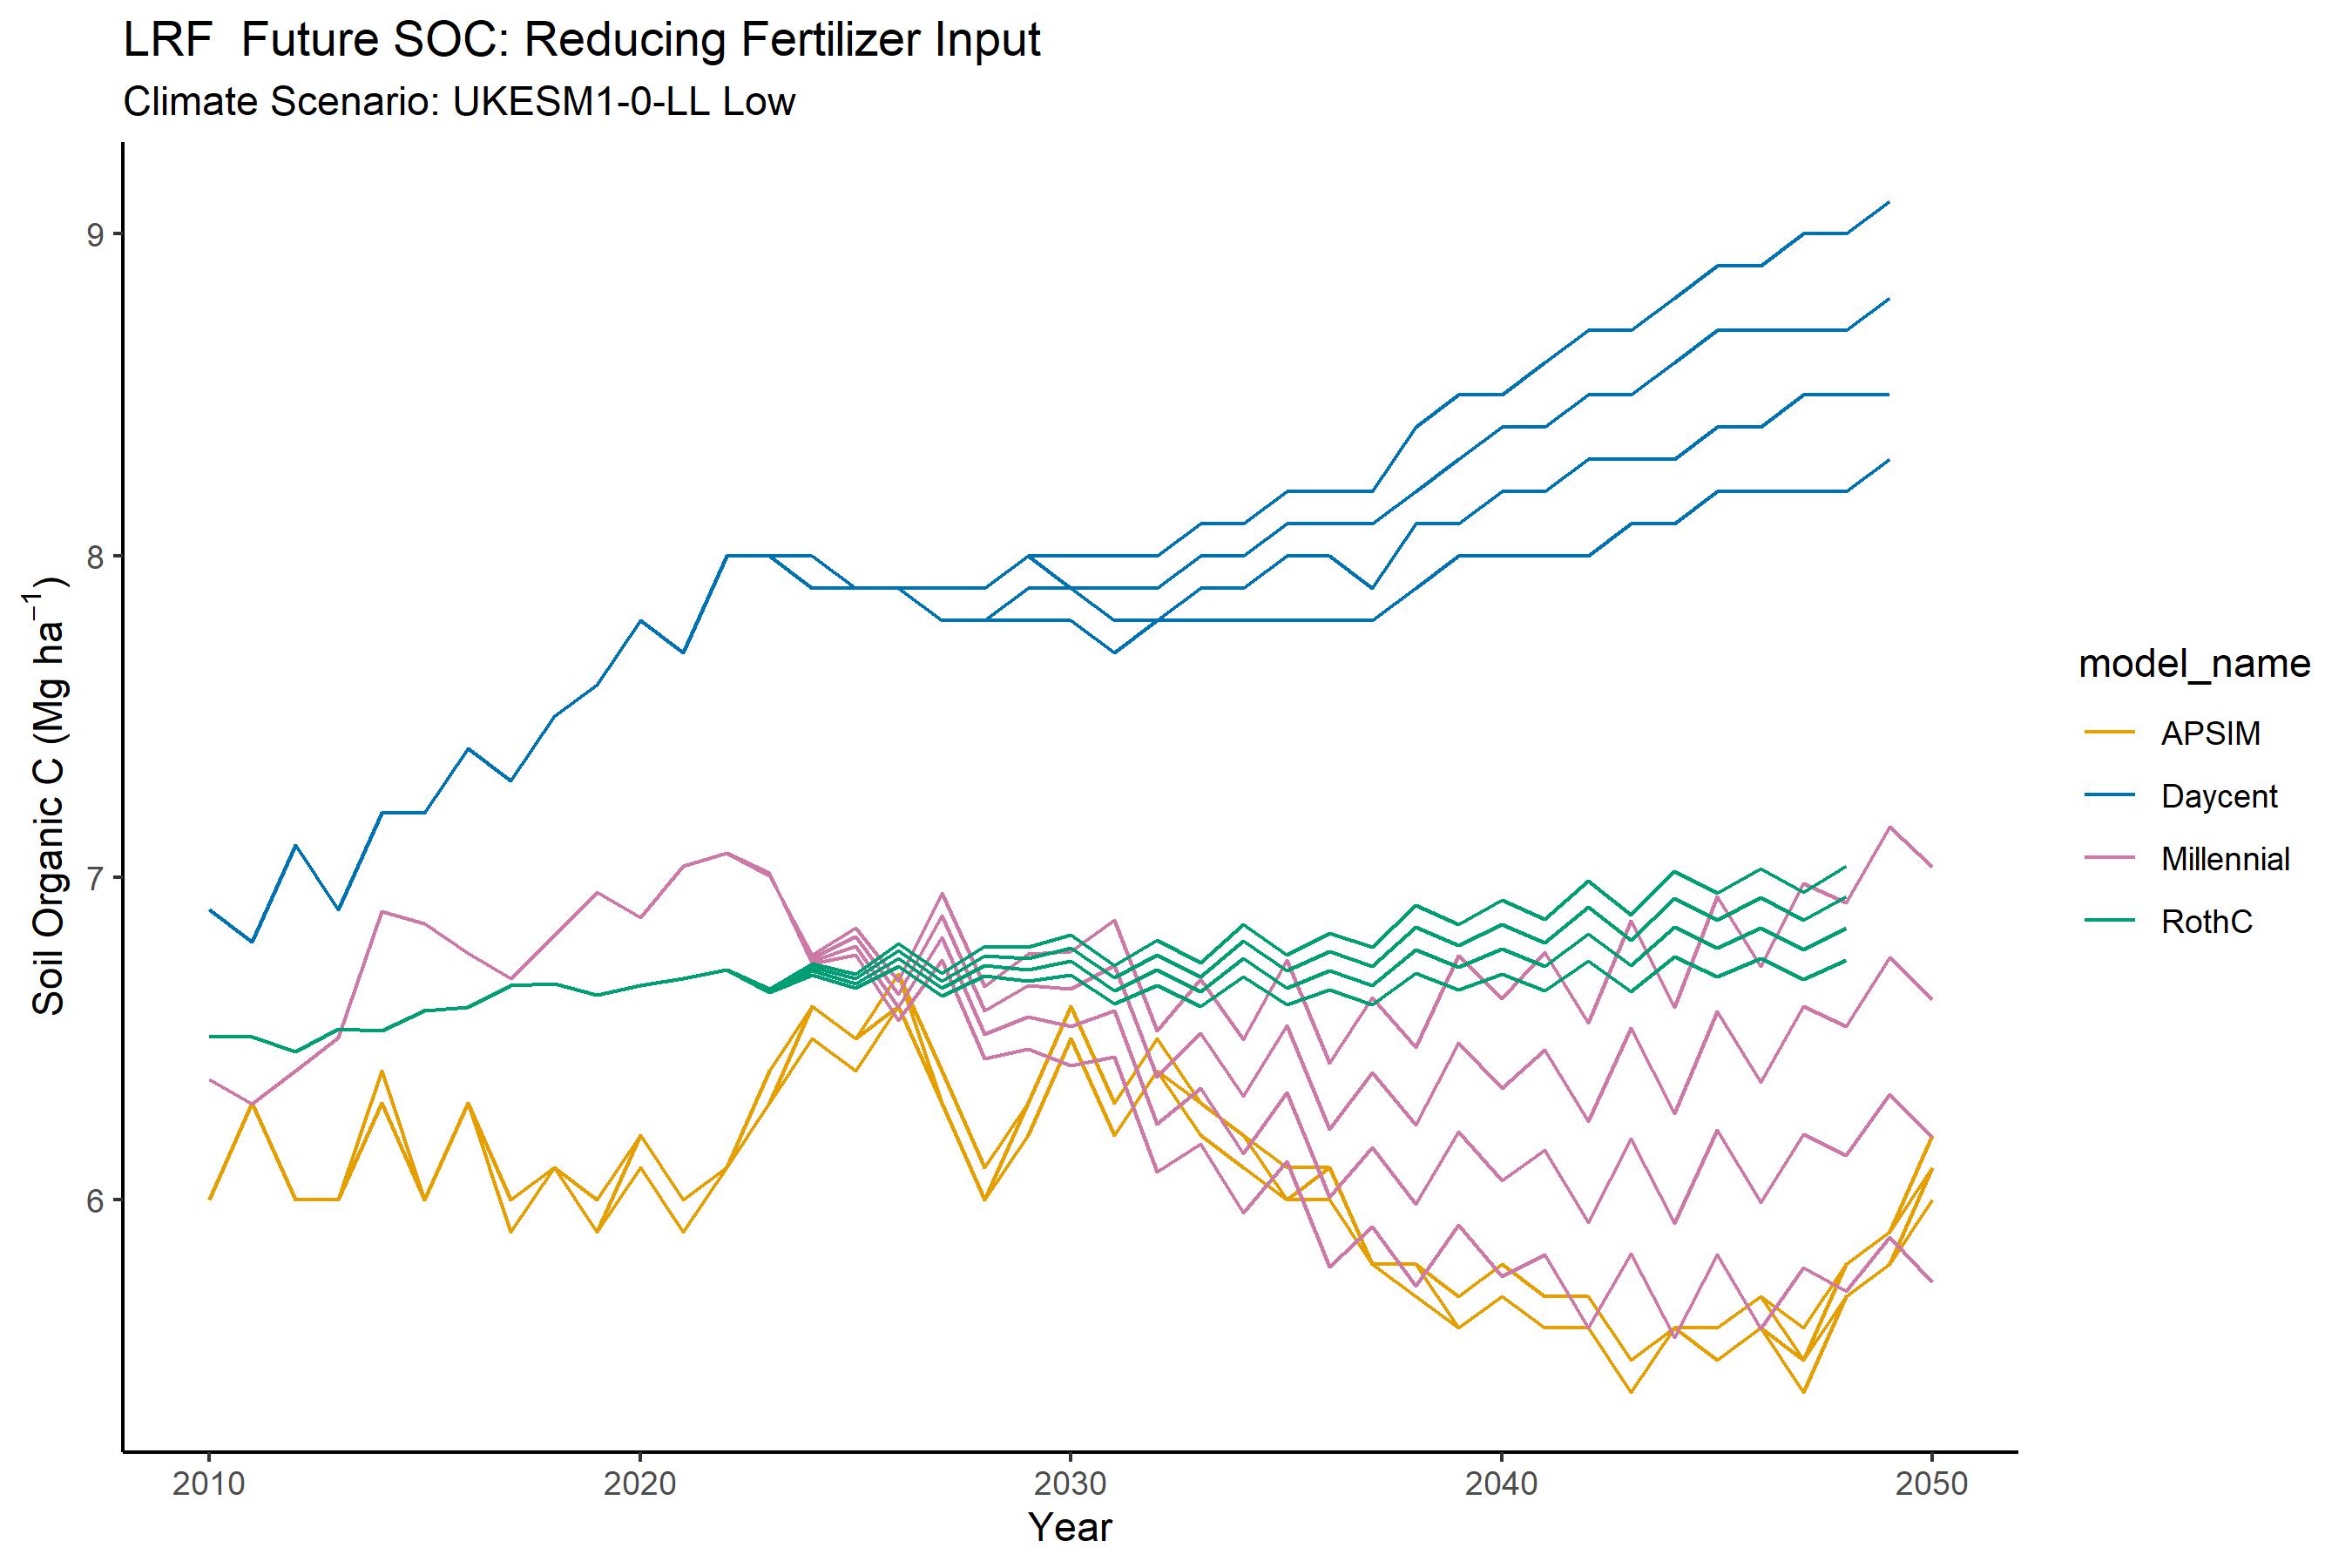 LRF  Future SOC: Reducing Fertilizer Input
Climate Scenario: UKESM1-0-LL Low
Soil Organic C (Mg ha⁻¹)
9
8
7
6
2010
2020
2030
2040
2050
Year
model_name
APSIM
Daycent
Millennial
RothC